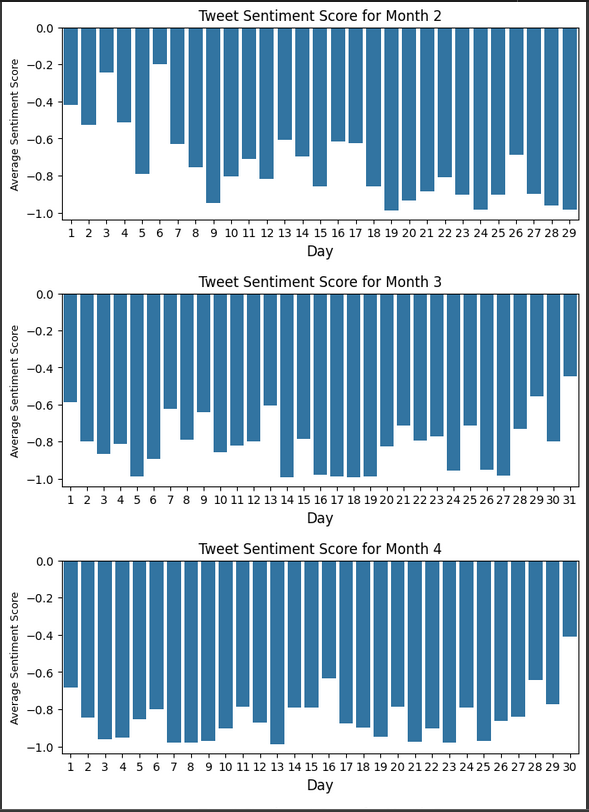 Tweet Sentiment Score for Month 2
Average Sentiment Score
0.0
−0.2
−0.4
−0.6
−0.8
−1.0
1 2 3 4 5 6 7 8 9 10 11 12 13 14 15 16 17 18 19 20 21 22 23 24 25 26 27 28 29
Day
Tweet Sentiment Score for Month 3
Average Sentiment Score
0.0
−0.2
−0.4
−0.6
−0.8
−1.0
1 2 3 4 5 6 7 8 9 10 11 12 13 14 15 16 17 18 19 20 21 22 23 24 25 26 27 28 29 30 31
Day
Tweet Sentiment Score for Month 4
Average Sentiment Score
0.0
−0.2
−0.4
−0.6
−0.8
−1.0
1 2 3 4 5 6 7 8 9 10 11 12 13 14 15 16 17 18 19 20 21 22 23 24 25 26 27 28 29 30
Day